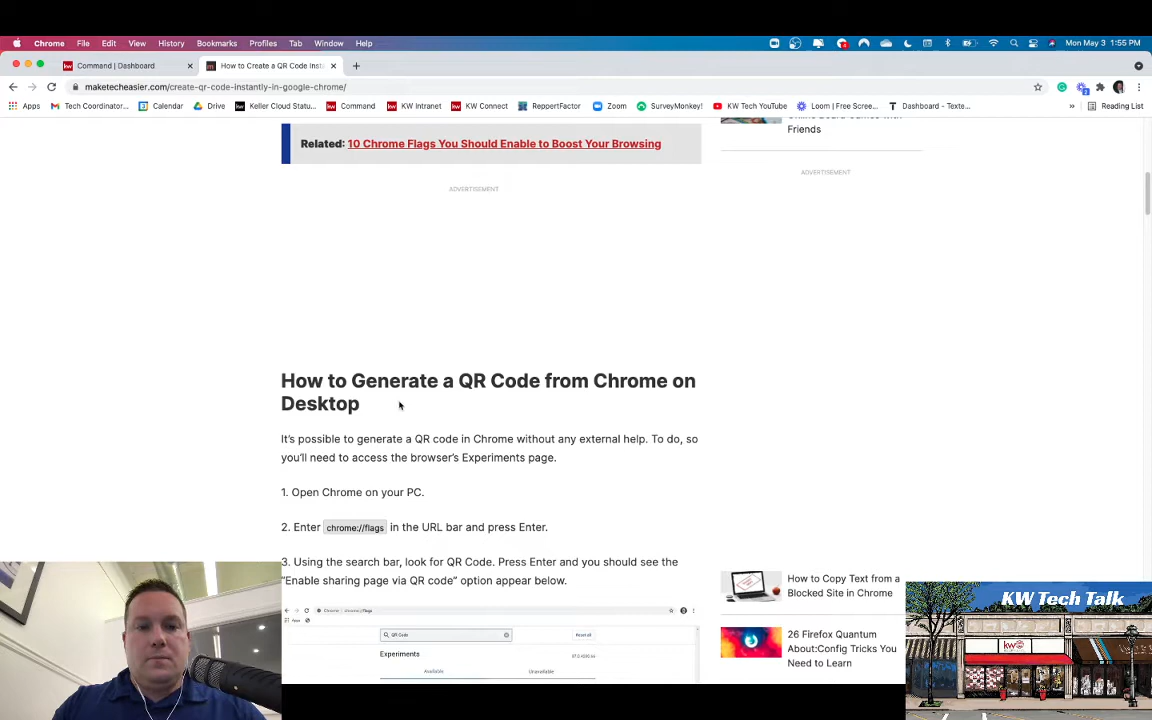 Chrome File Edit View History Bookmarks Profiles Tab Window Help Mon May 3 1:55 PM
Command | Dashboard How to Create a QR Code Inst
maketecheasier.com/create-qr-code-instantly-in-google-chrome/
Apps Tech Coordinator... Calendar Drive Keller Cloud Statu... Command KW Intranet KW Connect ReppertFactor Zoom SurveyMonkey! KW Tech YouTube Loom | Free Scree... Dashboard - Texte... » Reading List
Friends
Related: 10 Chrome Flags You Should Enable to Boost Your Browsing
ADVERTISEMENT
ADVERTISEMENT
How to Generate a QR Code from Chrome on
Desktop
It's possible to generate a QR code in Chrome without any external help. To do, so
you'll need to access the browser's Experiments page.
1. Open Chrome on your PC.
2. Enter chrome://flags in the URL bar and press Enter.
3. Using the search bar, look for QR Code. Press Enter and you should see the
"Enable sharing page via QR code" option appear below.
Chrome | chrome://flags
Apps
QR Code
Reset all
Experiments
Available
Unavailable
How to Copy Text from a
Blocked Site in Chrome
26 Firefox Quantum
About:Config Tricks You
Need to Learn
KW Tech Talk
kw